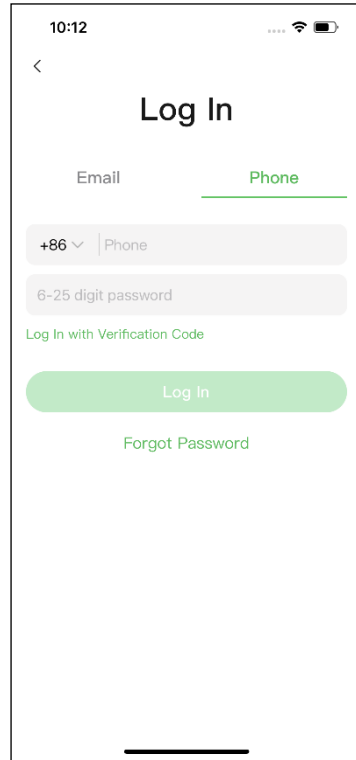 10:12
Log In
Email Phone
+86 Phone
6-25 digit password
Log In with Verification Code
Log In
Forgot Password